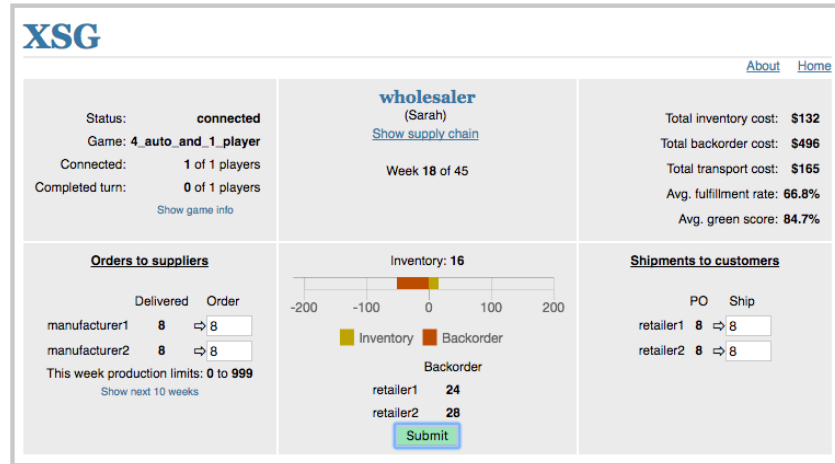 XSG
About Home
Status: connected
Game: 4_auto_and_1_player
Connected: 1 of 1 players
Completed turn: 0 of 1 players
Show game info
wholesaler
(Sarah)
Show supply chain
Week 18 of 45
Total inventory cost: $132
Total backorder cost: $496
Total transport cost: $165
Avg. fulfillment rate: 66.8%
Avg. green score: 84.7%
Orders to suppliers
Delivered Order
manufacturer1 8 ⇨ 8
manufacturer2 8 ⇨ 8
This week production limits: 0 to 999
Show next 10 weeks
Inventory: 16
-200 -100 0 100 200
Inventory Backorder
Backorder
retailer1 24
retailer2 28
Submit
Shipments to customers
PO Ship
retailer1 8 ⇨ 8
retailer2 8 ⇨ 8